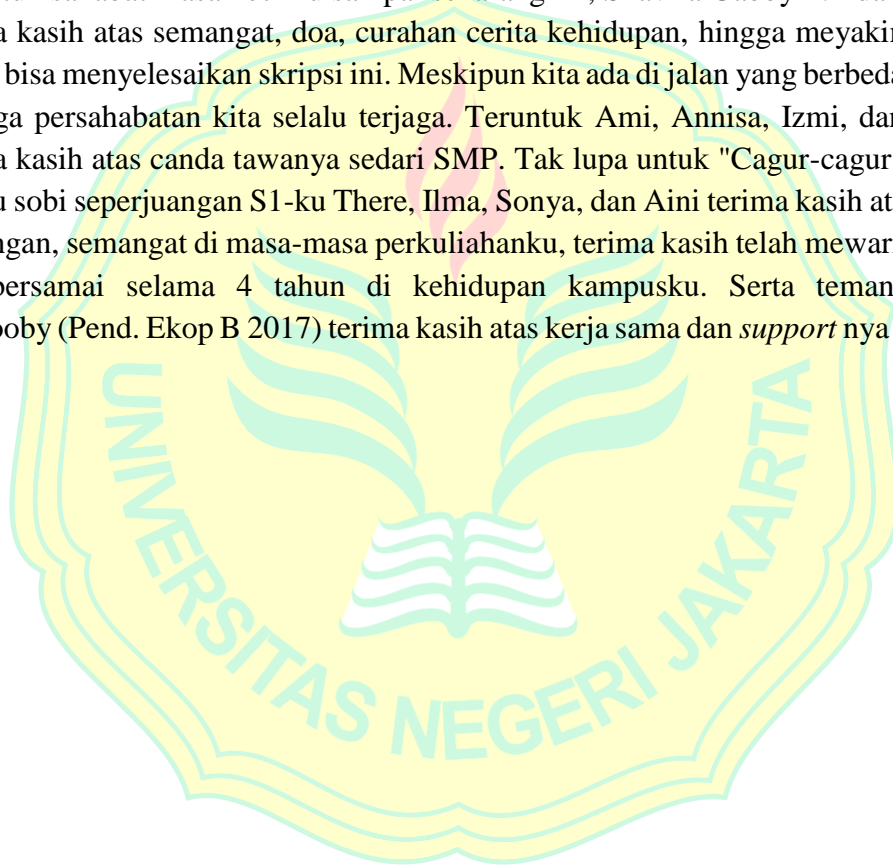 a kasih atas semangat, doa, curahan cerita kehidupan, hingga meyakin
bisa menyelesaikan skripsi ini. Meskipun kita ada di jalan yang berbeda
ga persahabatan kita selalu terjaga. Teruntuk Ami, Annisa, Izmi, dan
a kasih atas canda tawanya sedari SMP. Tak lupa untuk "Cagur-cagur
u sobi seperjuangan S1-ku There, Ilma, Sonya, dan Aini terima kasih at
ngan, semangat di masa-masa perkuliahanku, terima kasih telah mewar
bersamai selama 4 tahun di kehidupan kampusku. Serta teman
ooby (Pend. Ekop B 2017) terima kasih atas kerja sama dan support nya
UNIVERSITAS NEGERI JAKARTA